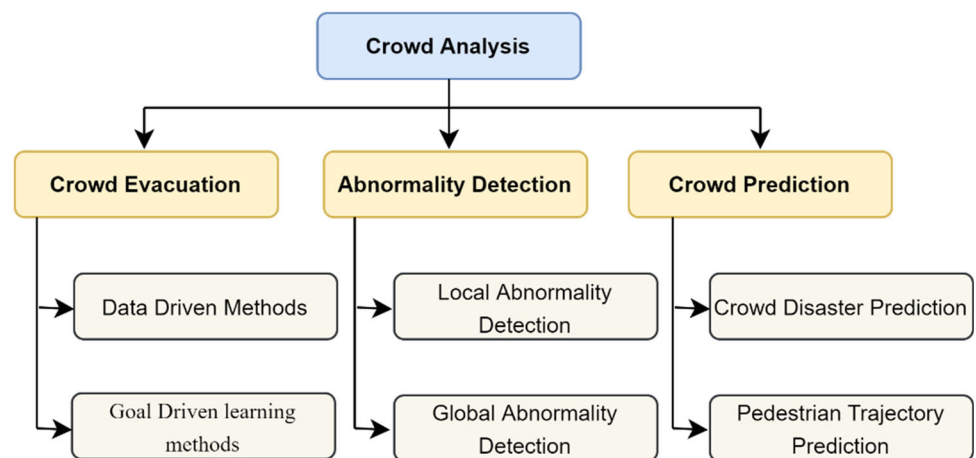 Crowd Analysis
Crowd Evacuation
Abnormality Detection
Crowd Prediction
Data Driven Methods
Local Abnormality
Detection
Crowd Disaster Prediction
Goal Driven learning
methods
Global Abnormality
Detection
Pedestrian Trajectory
Prediction